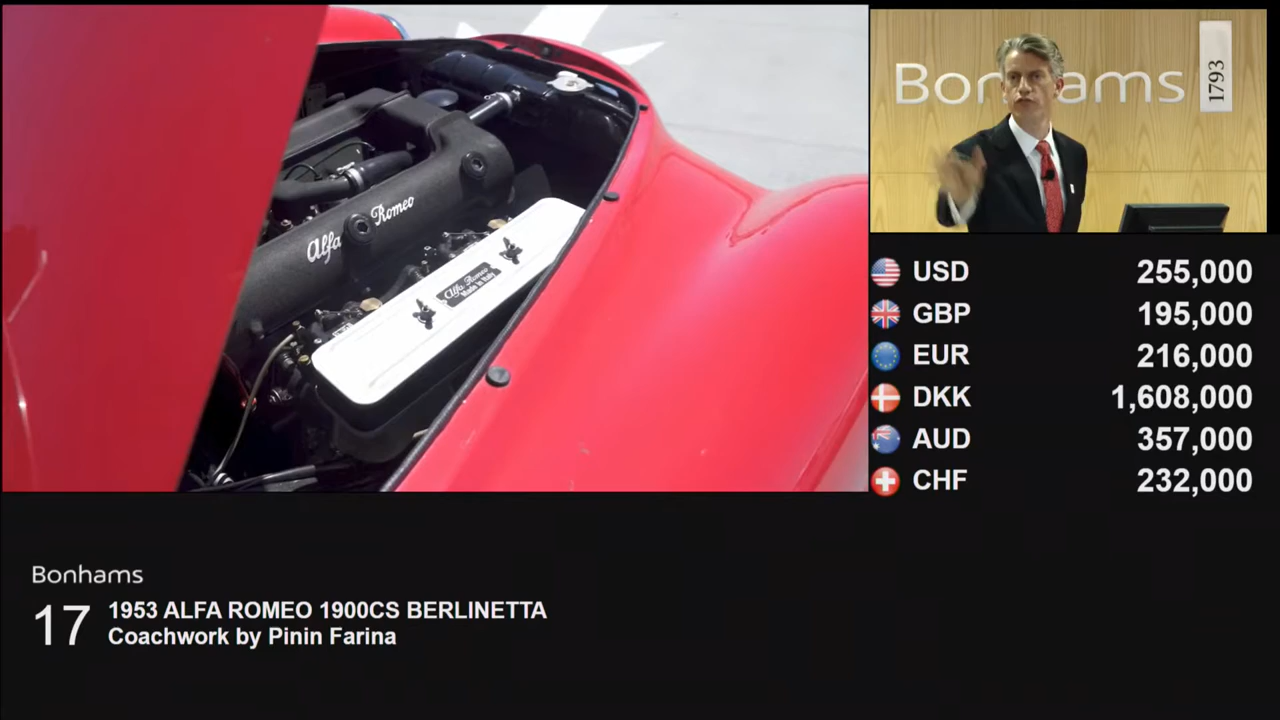 Alfa
Romeo
Alfa Romeo
Made in Italy
Bonhams
1793
USD 255,000
GBP 195,000
EUR 216,000
DKK 1,608,000
AUD 357,000
CHF 232,000
Bonhams
17
1953 ALFA ROMEO 1900CS BERLINETTA
Coachwork by Pinin Farina